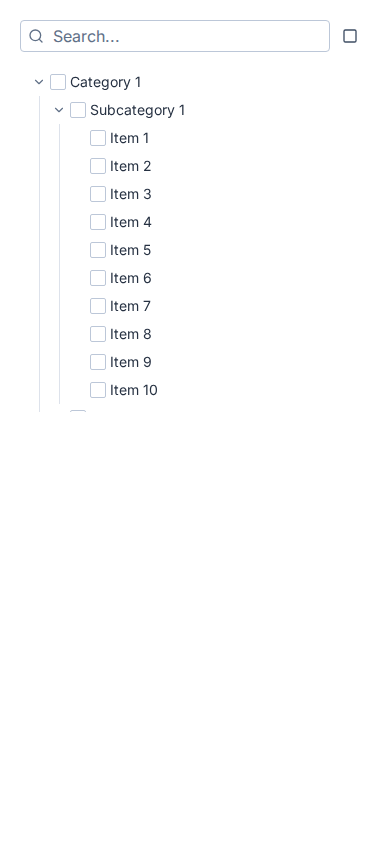 Search...
Category 1
Subcategory 1
Item 1
Item 2
Item 3
Item 4
Item 5
Item 6
Item 7
Item 8
Item 9
Item 10